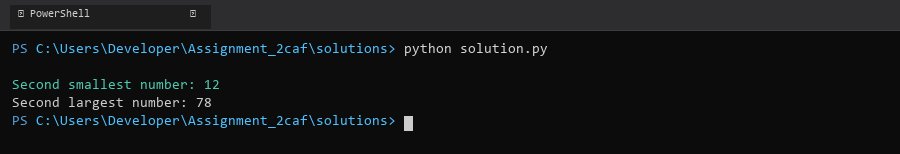 PowerShell
PS C:\Users\Developer\Assignment_2caf\solutions> python solution.py
Second smallest number: 12
Second largest number: 78
PS C:\Users\Developer\Assignment_2caf\solutions>